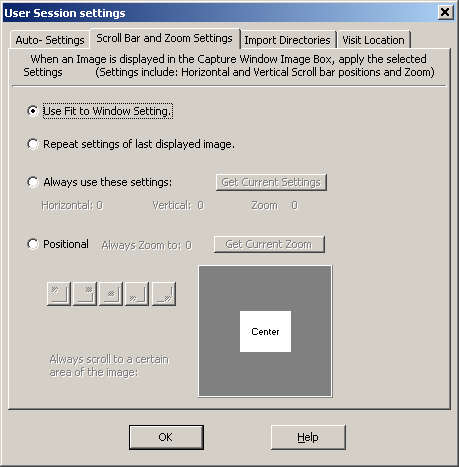 User Session settings
Auto- Settings
Scroll Bar and Zoom Settings
Import Directories
Visit Location
When an Image is displayed in the Capture Window Image Box, apply the selected
Settings (Settings include: Horizontal and Vertical Scroll bar positions and Zoom)
Use Fit to Window Setting.
Repeat settings of last displayed image.
Always use these settings:
Get Current Settings
Horizontal: 0
Vertical: 0
Zoom 0
Positional
Always Zoom to: 0
Get Current Zoom
Center
Always scroll to a certain
area of the image:
OK
Help